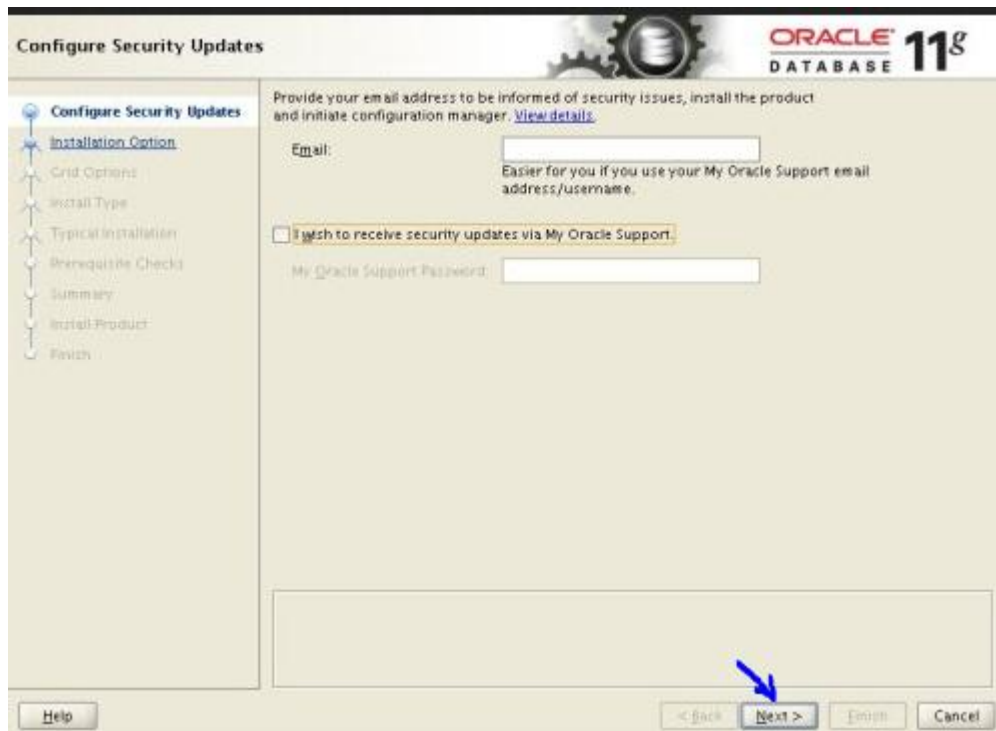 Configure Security Updates
ORACLE
DATABASE
11g
Configure Security Updates
Installation Option
Grid Options
Install Type
Typical Installation
Prerequisite Checks
Summary
Install Product
Finish
Provide your email address to be informed of security issues, install the product
and initiate configuration manager. View details.
Email:
Easier for you if you use your My Oracle Support email
address/username.
I wish to receive security updates via My Oracle Support.
My Oracle Support Password:
Help
< Back
Next >
Finish
Cancel